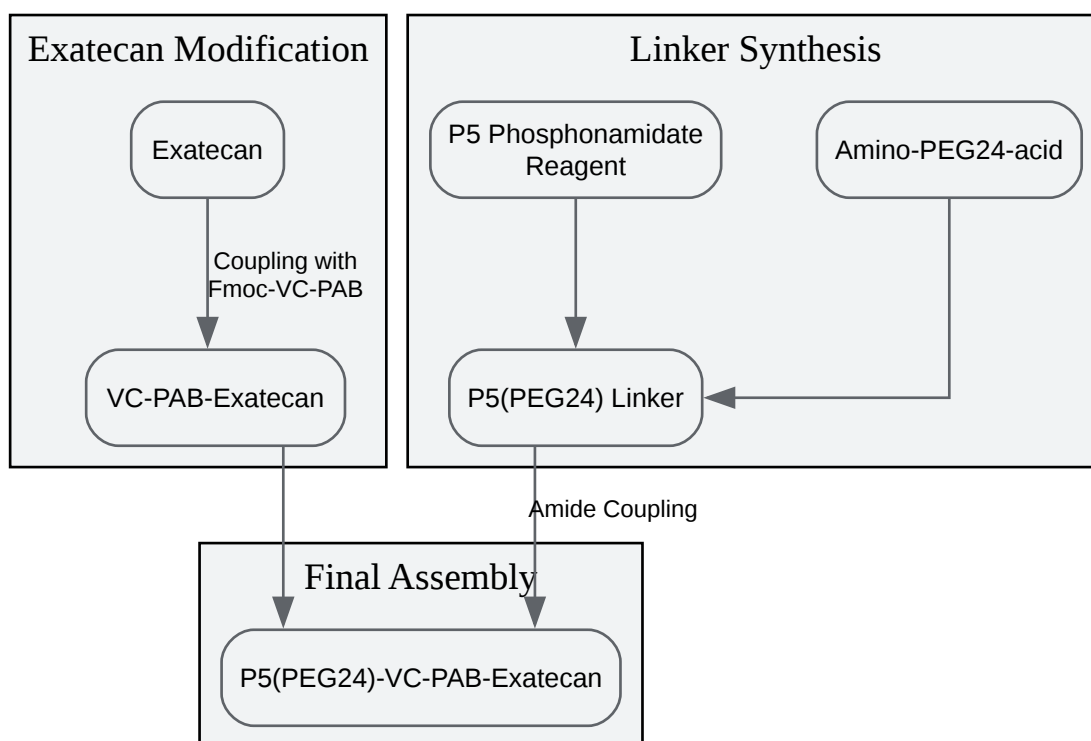 Exatecan Modification
Linker Synthesis
Exatecan
P5 Phosphonamidate
Reagent
Amino-PEG24-acid
Coupling with
Fmoc-VC-PAB
VC-PAB-Exatecan
P5(PEG24) Linker
Amide Coupling
Final Assembly
P5(PEG24)-VC-PAB-Exatecan